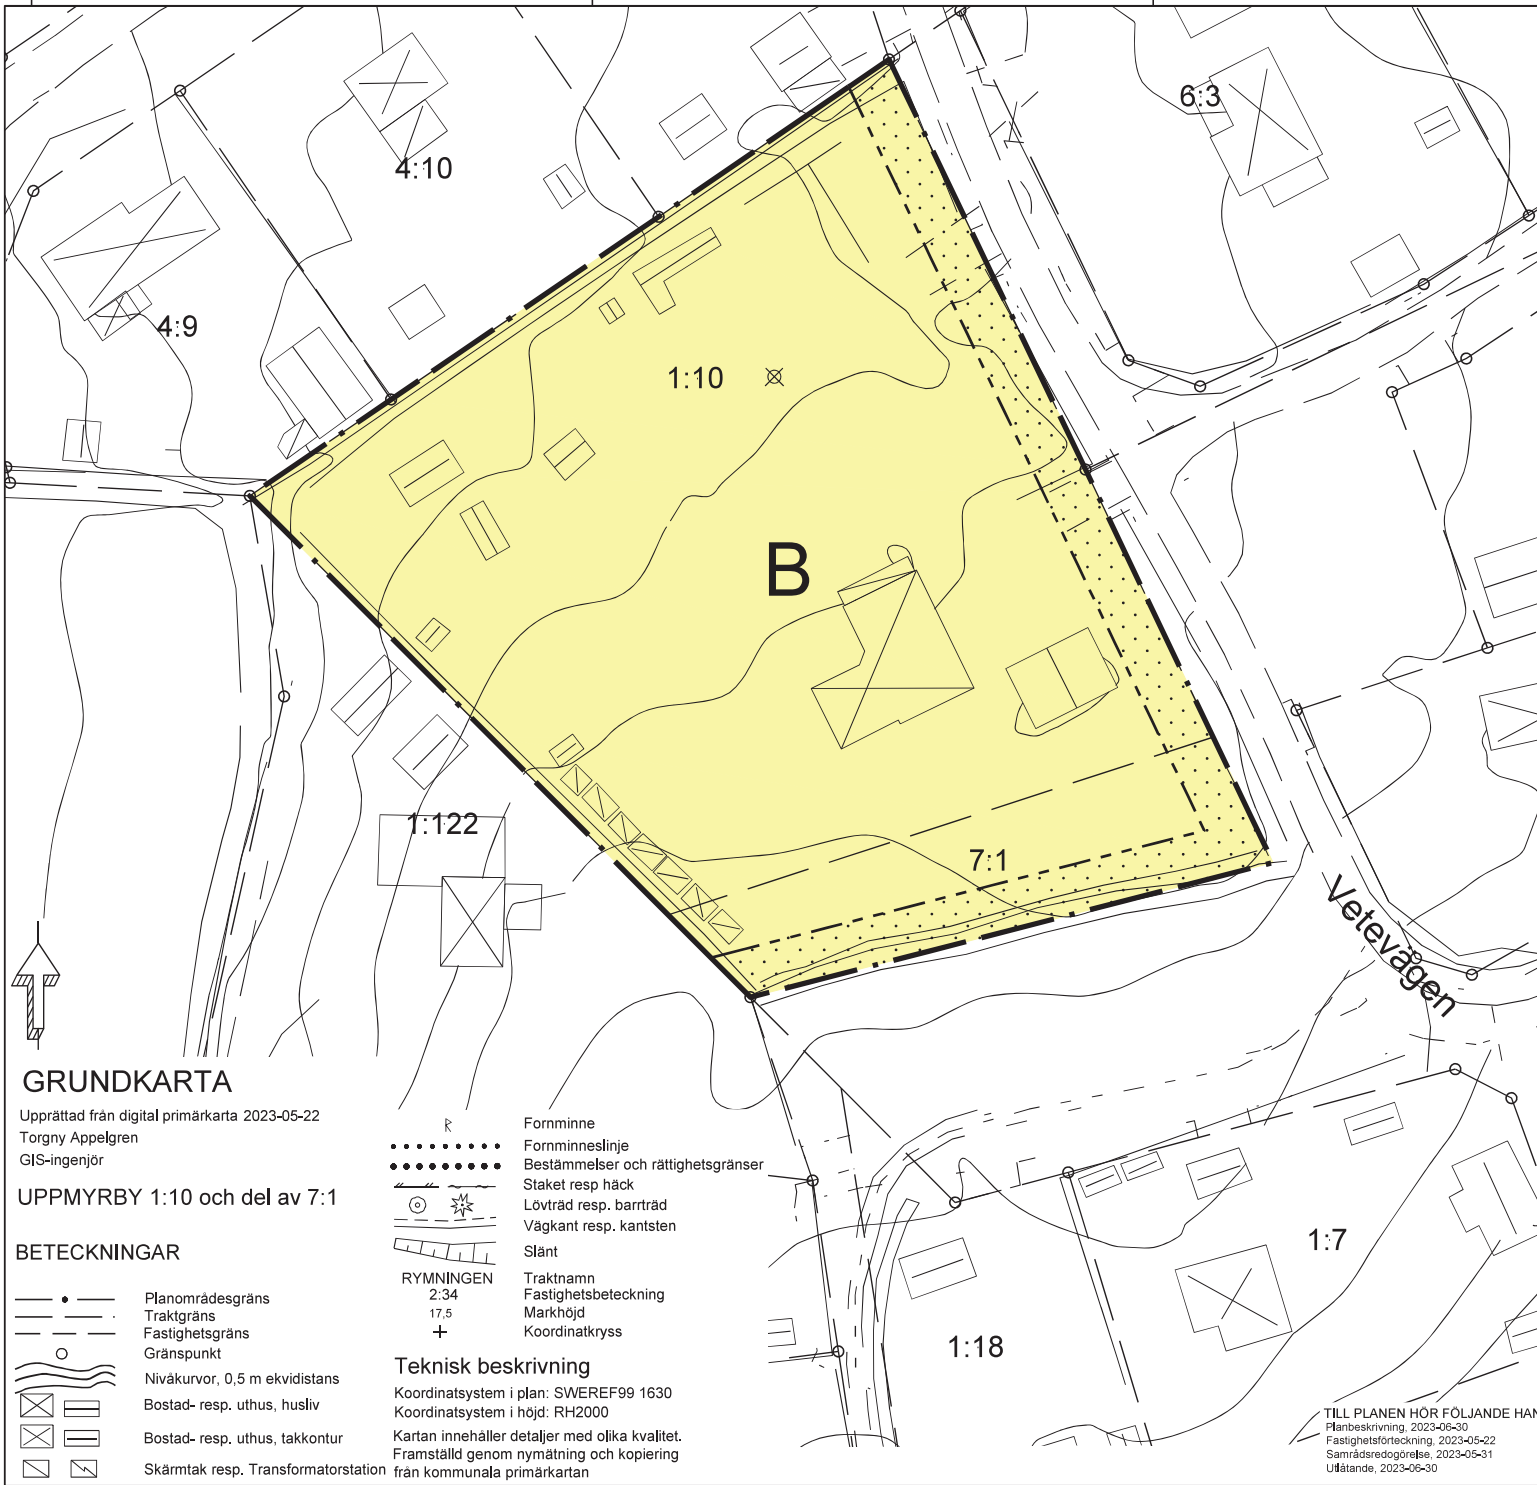 6:3
4:10
4:9
1:10
B
7:1
1:122
Vetevägen
1:7
1:18
GRUNDKARTA
Upprättad från digital primärkarta 2023-05-22
Torgny Appelgren
GIS-ingenjör
UPPMYRBY 1:10 och del av 7:1
BETECKNINGAR
Planområdesgräns
Traktgräns
Fastighetsgräns
Gränspunkt
Nivåkurvor, 0,5 m ekvidistans
Bostad- resp. uthus, husliv
Bostad- resp. uthus, takkontur
Skärmtak resp. Transformatorstation
R Fornminne
Fornminneslinje
Bestämmelser och rättighetsgränser
Staket resp häck
Lövträd resp. barrträd
Vägkant resp. kantsten
Slänt
RYMNINGEN Traktnamn
2:34 Fastighetsbeteckning
17,5 Markhöjd
Koordinatkryss
Teknisk beskrivning
Koordinatsystem i plan: SWEREF99 1630
Koordinatsystem i höjd: RH2000
Kartan innehåller detaljer med olika kvalitet.
Framställd genom nymätning och kopiering
från kommunala primärkartan
TILL PLANEN HÖR FÖLJANDE HAN
Planbeskrivning, 2023-06-30
Fastighetsförteckning, 2023-05-22
Samrådsredogörelse, 2023-05-31
Utlåtande, 2023-06-30